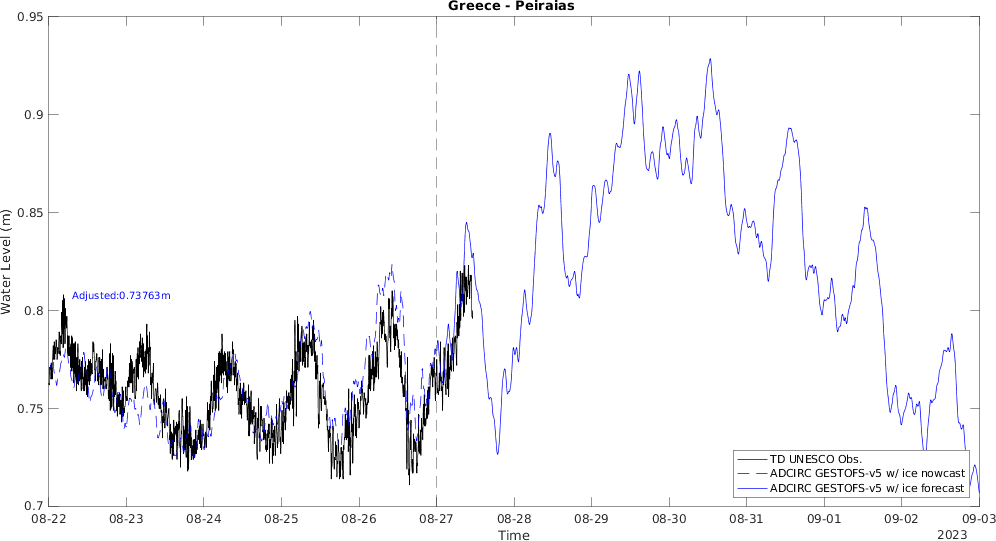 Greece - Peiraias
0.95
0.9
0.85
0.8
0.75
0.7
Water Level (m)
Adjusted:0.73763m
TD UNESCO Obs.
ADCIRC GESTOFS-v5 w/ ice nowcast
ADCIRC GESTOFS-v5 w/ ice forecast
08-22 08-23 08-24 08-25 08-26 08-27 08-28 08-29 08-30 08-31 09-01 09-02 09-03
Time
2023